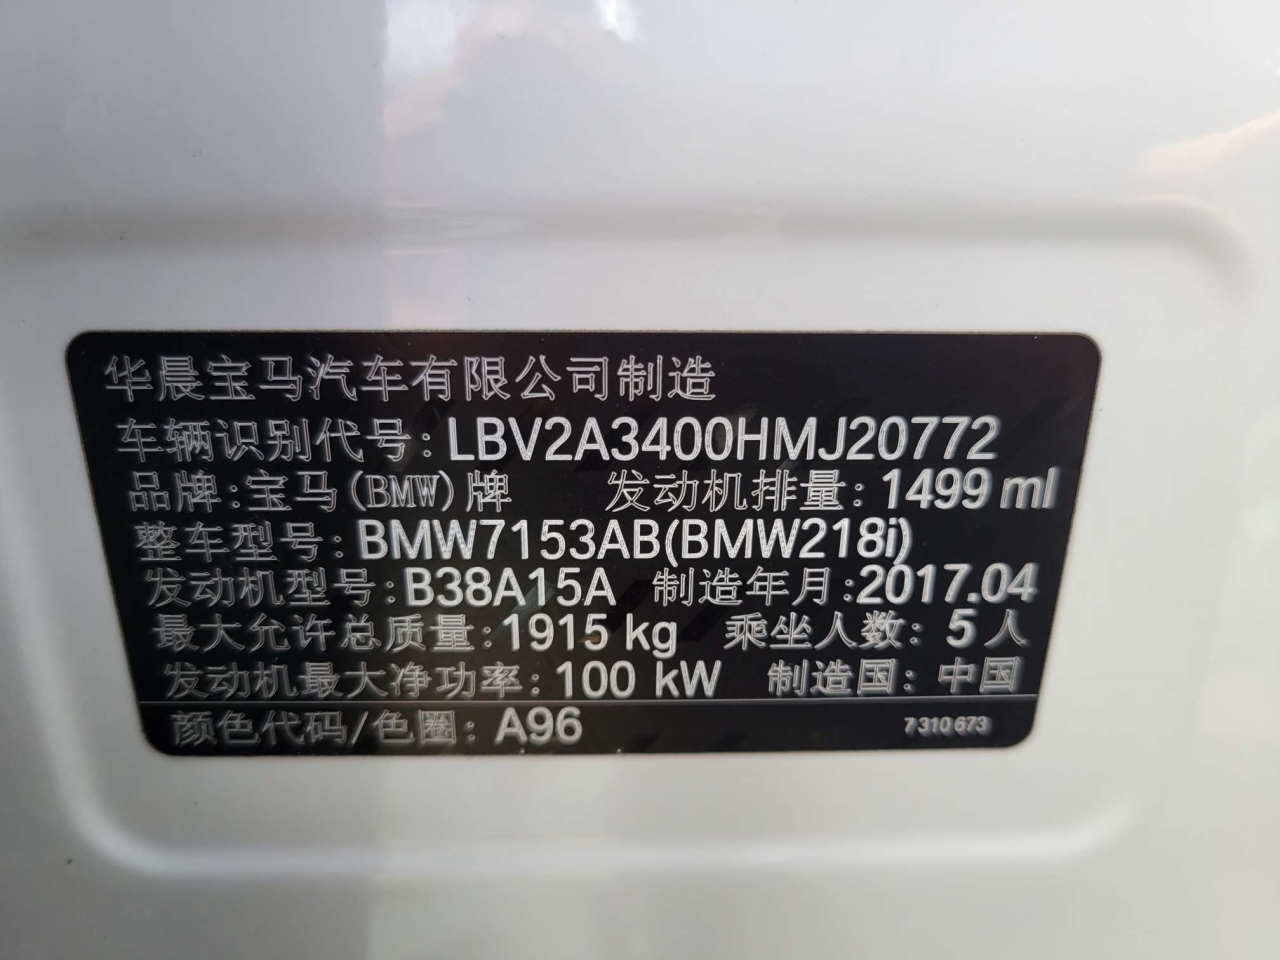 华晨宝马汽车有限公司制造
车辆识别代号: LBV2A3400HMJ20772
品牌: 宝马(BMW)牌 发动机排量: 1499 ml
整车型号: BMW7153AB(BMW218i)
发动机型号: B38A15A 制造年月: 2017.04
最大允许总质量: 1915 kg 乘坐人数: 5 人
发动机最大净功率: 100 kW 制造国: 中国
颜色代码/色圈: A96 7 310 673